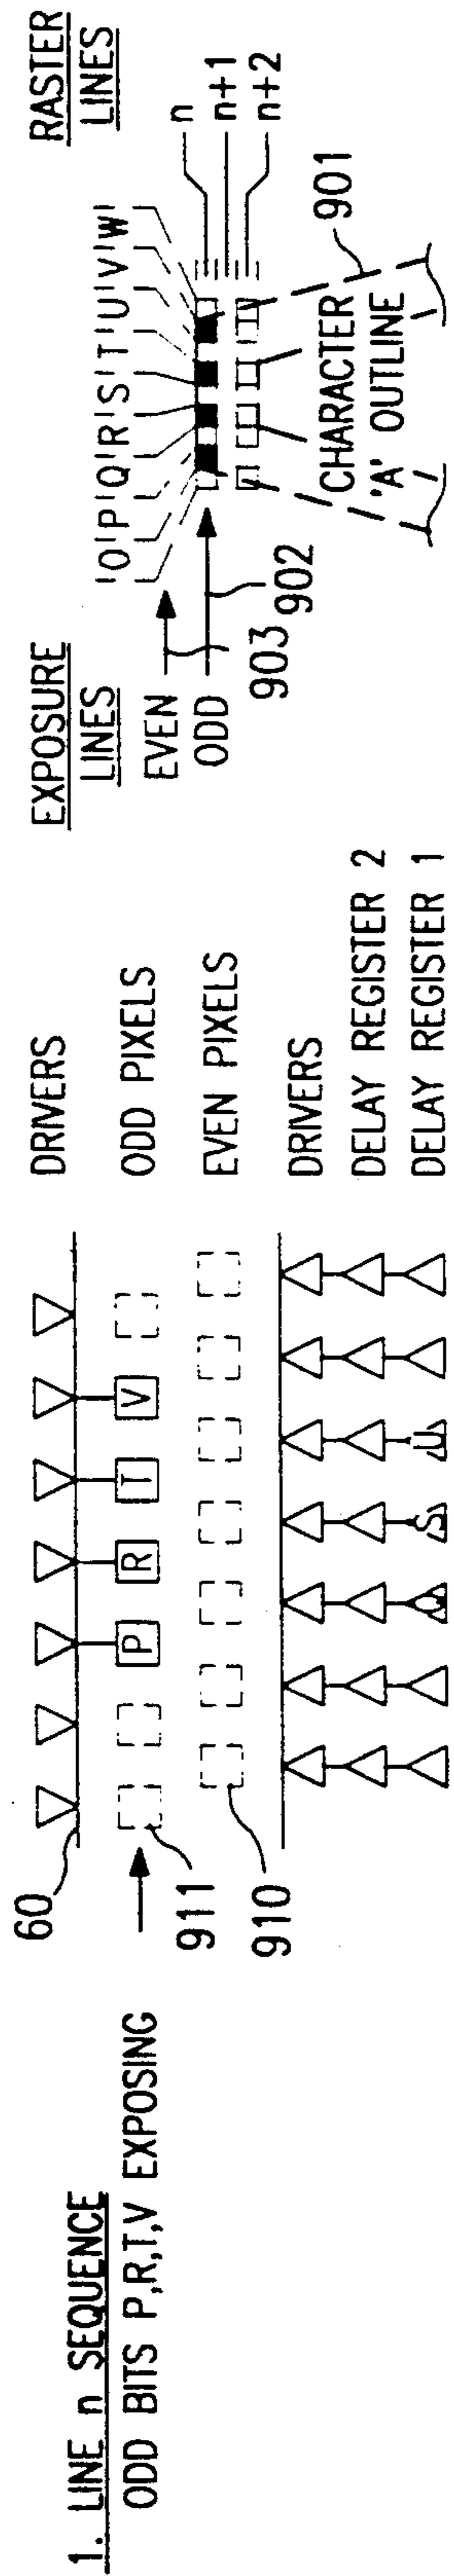 1. LINE n SEQUENCE
ODD BITS P,R,T,V EXPOSING
60
911
910
P R T V
Q S U
DRIVERS
ODD PIXELS
EVEN PIXELS
DRIVERS
DELAY REGISTER 2
DELAY REGISTER 1
EXPOSURE
LINES
EVEN
ODD
903
902
O P Q R S T U V W
RASTER
LINES
n
n+1
n+2
901
CHARACTER
'A' OUTLINE